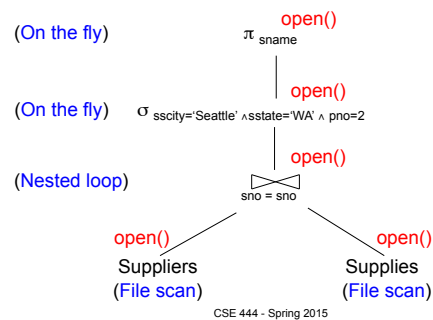 open()
(On the fly) π sname
open()
(On the fly) σ sscity='Seattle' ∧sstate='WA' ∧ pno=2
open()
(Nested loop)
sno = sno
open() open()
Suppliers Supplies
(File scan) (File scan)
CSE 444 - Spring 2015